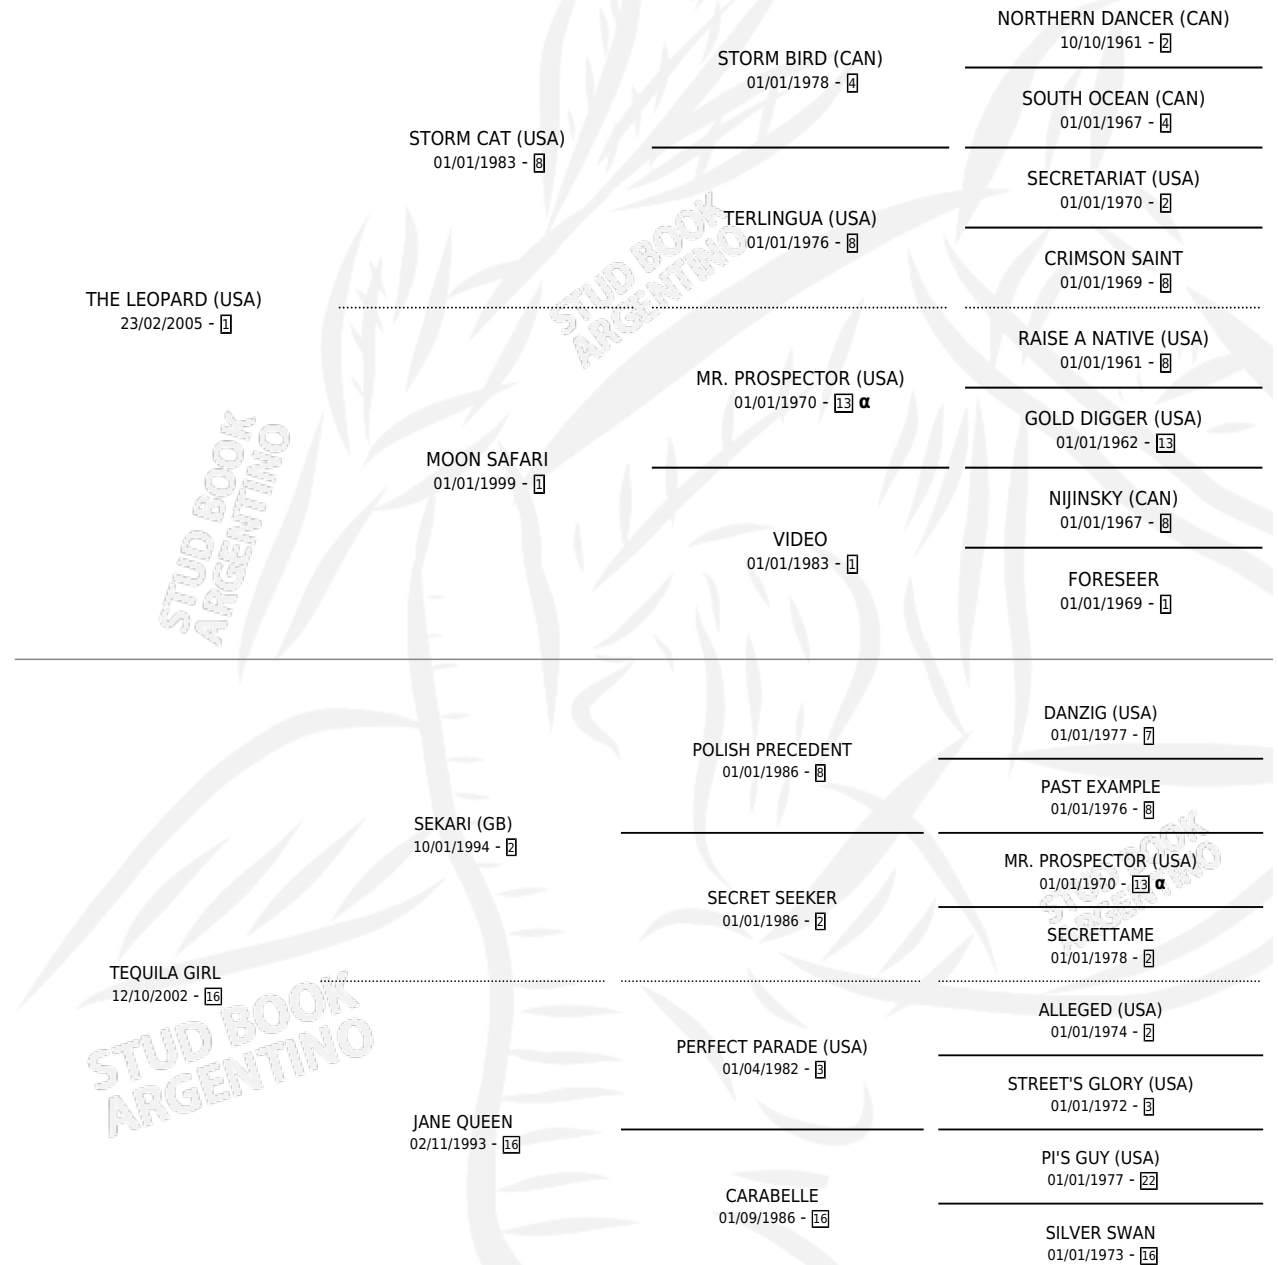 NORTHERN DANCER (CAN)
10/10/1961 - 2
STORM BIRD (CAN)
01/01/1978 - 4
SOUTH OCEAN (CAN)
01/01/1967 - 4
STORM CAT (USA)
01/01/1983 - 8
SECRETARIAT (USA)
01/01/1970 - 2
TERLINGUA (USA)
01/01/1976 - 8
CRIMSON SAINT
01/01/1969 - 8
THE LEOPARD (USA)
23/02/2005 - 1
RAISE A NATIVE (USA)
01/01/1961 - 8
MR. PROSPECTOR (USA)
01/01/1970 - 13 α
GOLD DIGGER (USA)
01/01/1962 - 13
MOON SAFARI
01/01/1999 - 1
NIJINSKY (CAN)
01/01/1967 - 8
VIDEO
01/01/1983 - 1
FORESEER
01/01/1969 - 1
DANZIG (USA)
01/01/1977 - 7
POLISH PRECEDENT
01/01/1986 - 8
PAST EXAMPLE
01/01/1976 - 8
SEKARI (GB)
10/01/1994 - 2
MR. PROSPECTOR (USA)
01/01/1970 - 13 α
SECRET SEEKER
01/01/1986 - 2
SECRETTAME
01/01/1978 - 2
TEQUILA GIRL
12/10/2002 - 16
ALLEGED (USA)
01/01/1974 - 2
PERFECT PARADE (USA)
01/04/1982 - 3
STREET'S GLORY (USA)
01/01/1972 - 3
JANE QUEEN
02/11/1993 - 16
PI'S GUY (USA)
01/01/1977 - 22
CARABELLE
01/09/1986 - 16
SILVER SWAN
01/01/1973 - 16
STUD BOOK
ARGENTINO
STUD BOOK
ARGENTINO
STUD BOOK
ARGENTINO
STUD BOOK
ARGENTINO